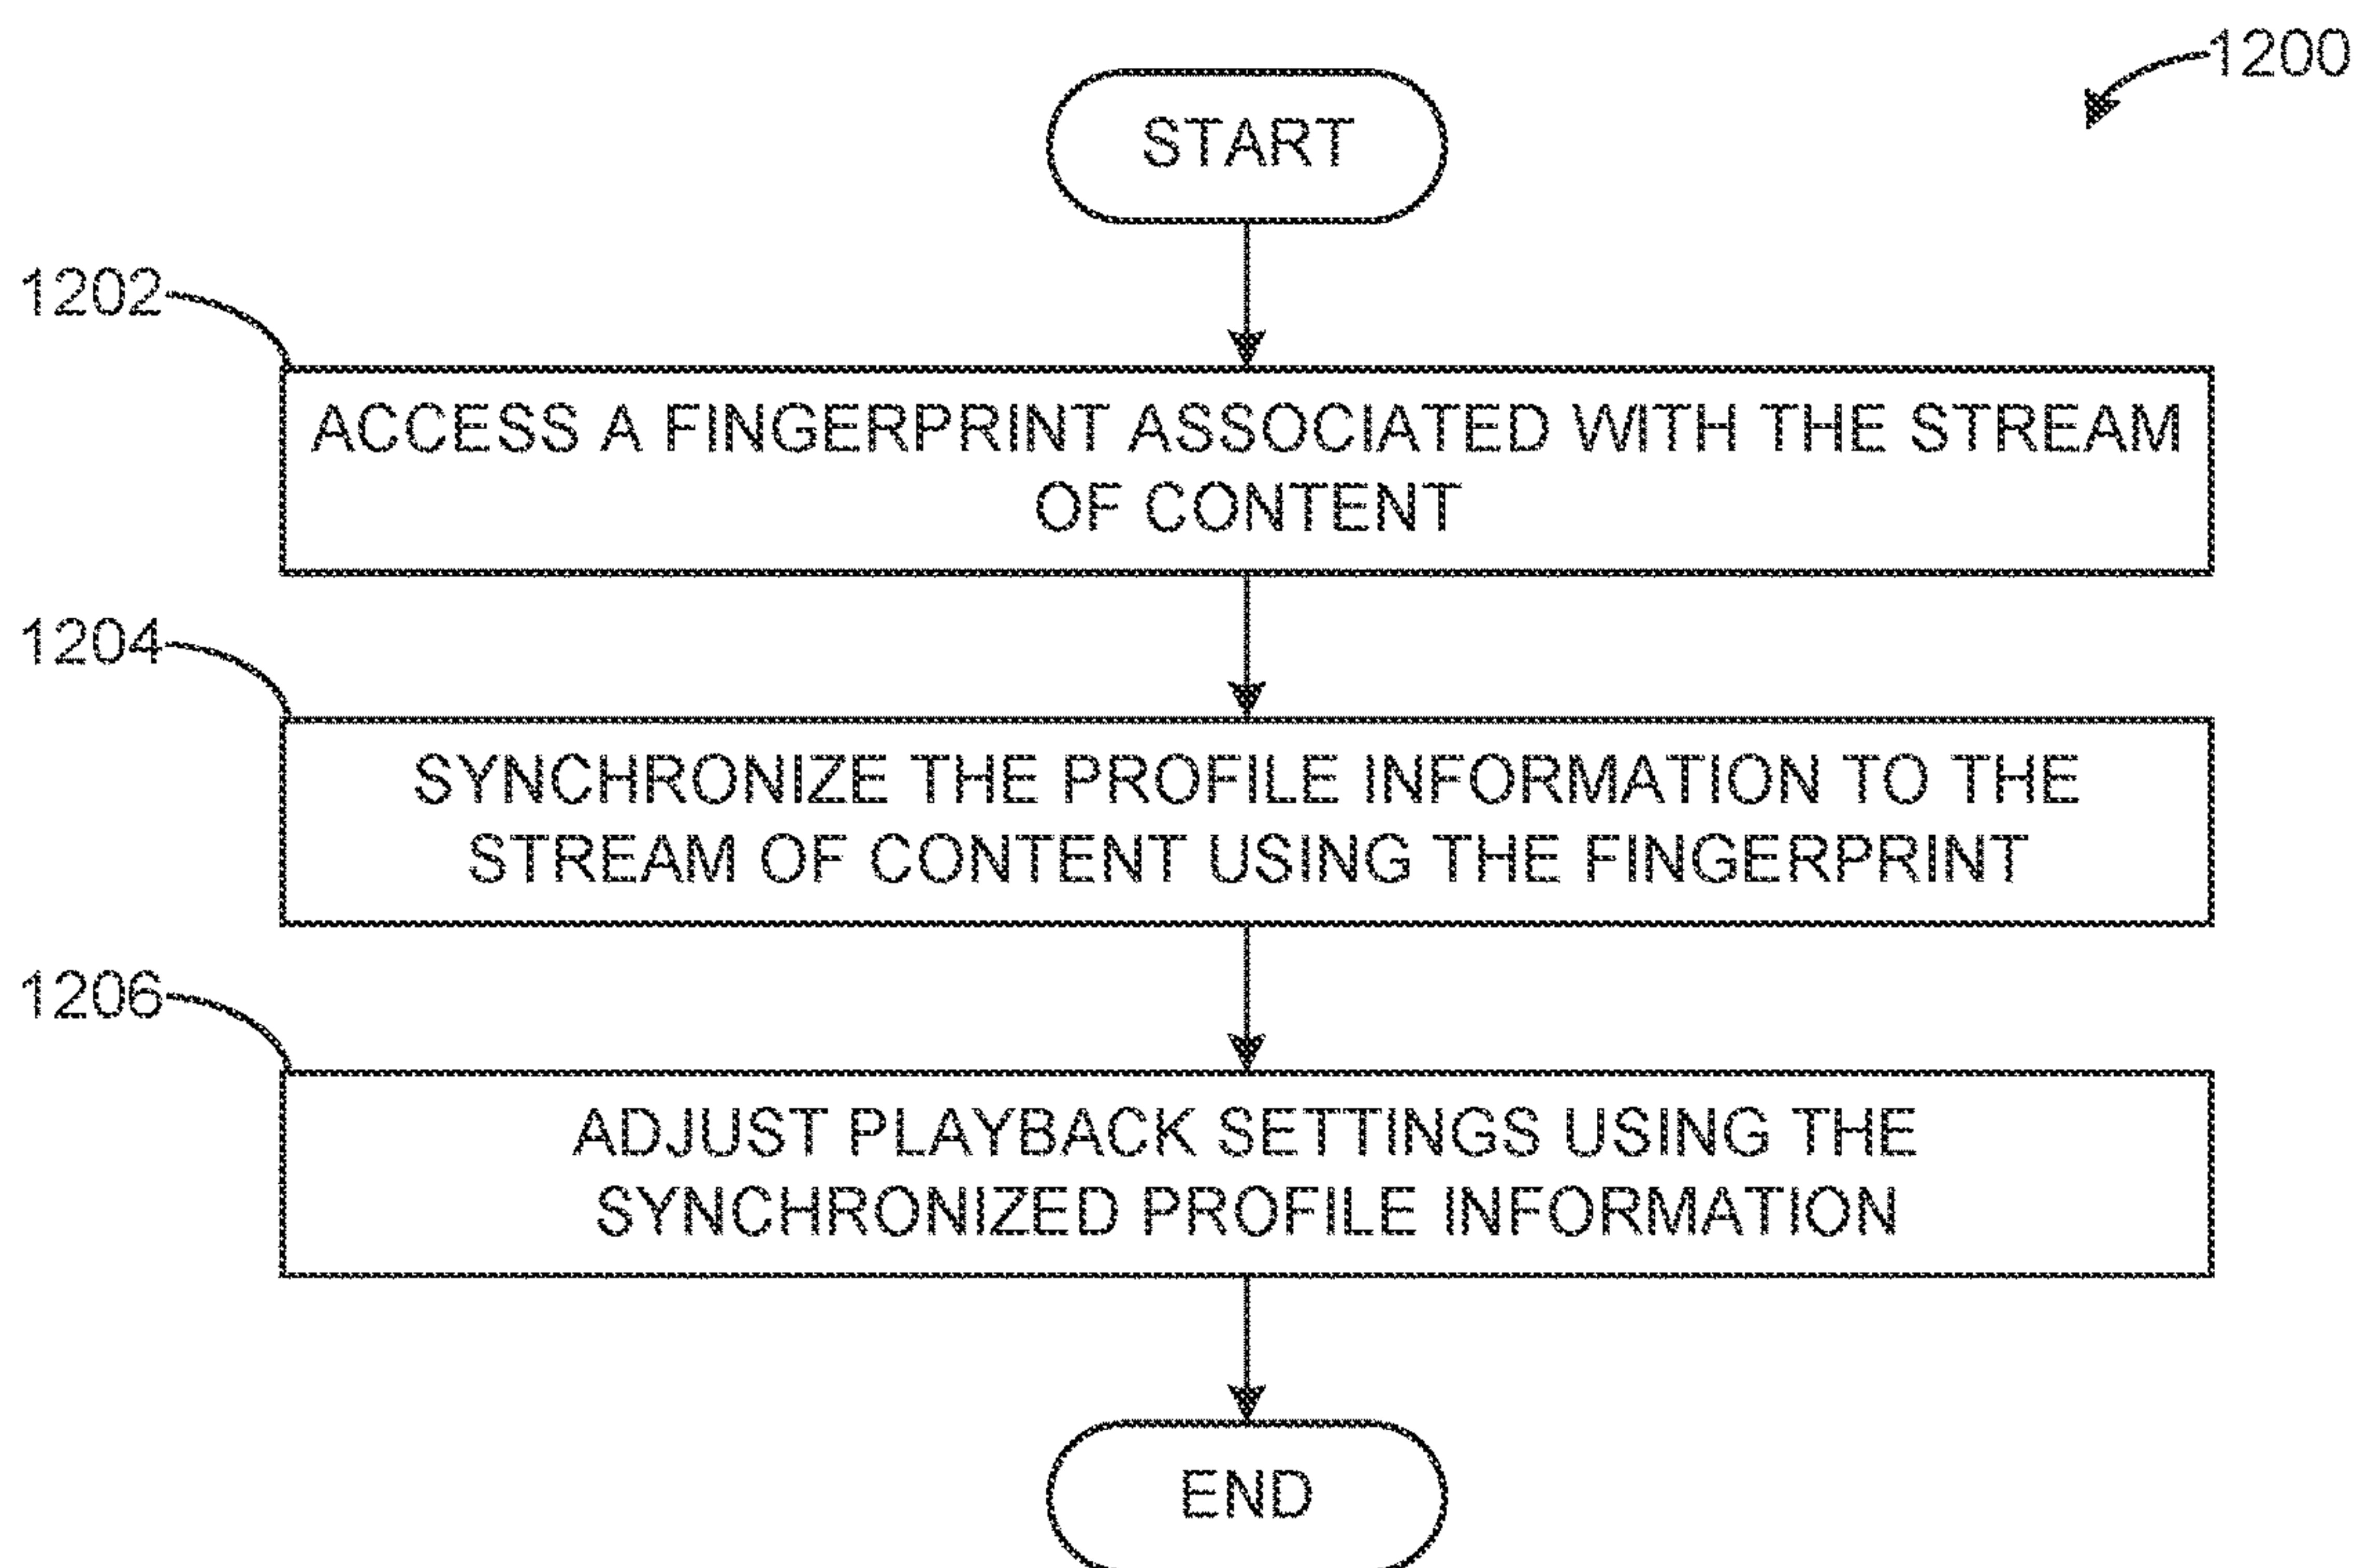 1200
START
1202
ACCESS A FINGERPRINT ASSOCIATED WITH THE STREAM
OF CONTENT
1204
SYNCHRONIZE THE PROFILE INFORMATION TO THE
STREAM OF CONTENT USING THE FINGERPRINT
1206
ADJUST PLAYBACK SETTINGS USING THE
SYNCHRONIZED PROFILE INFORMATION
END